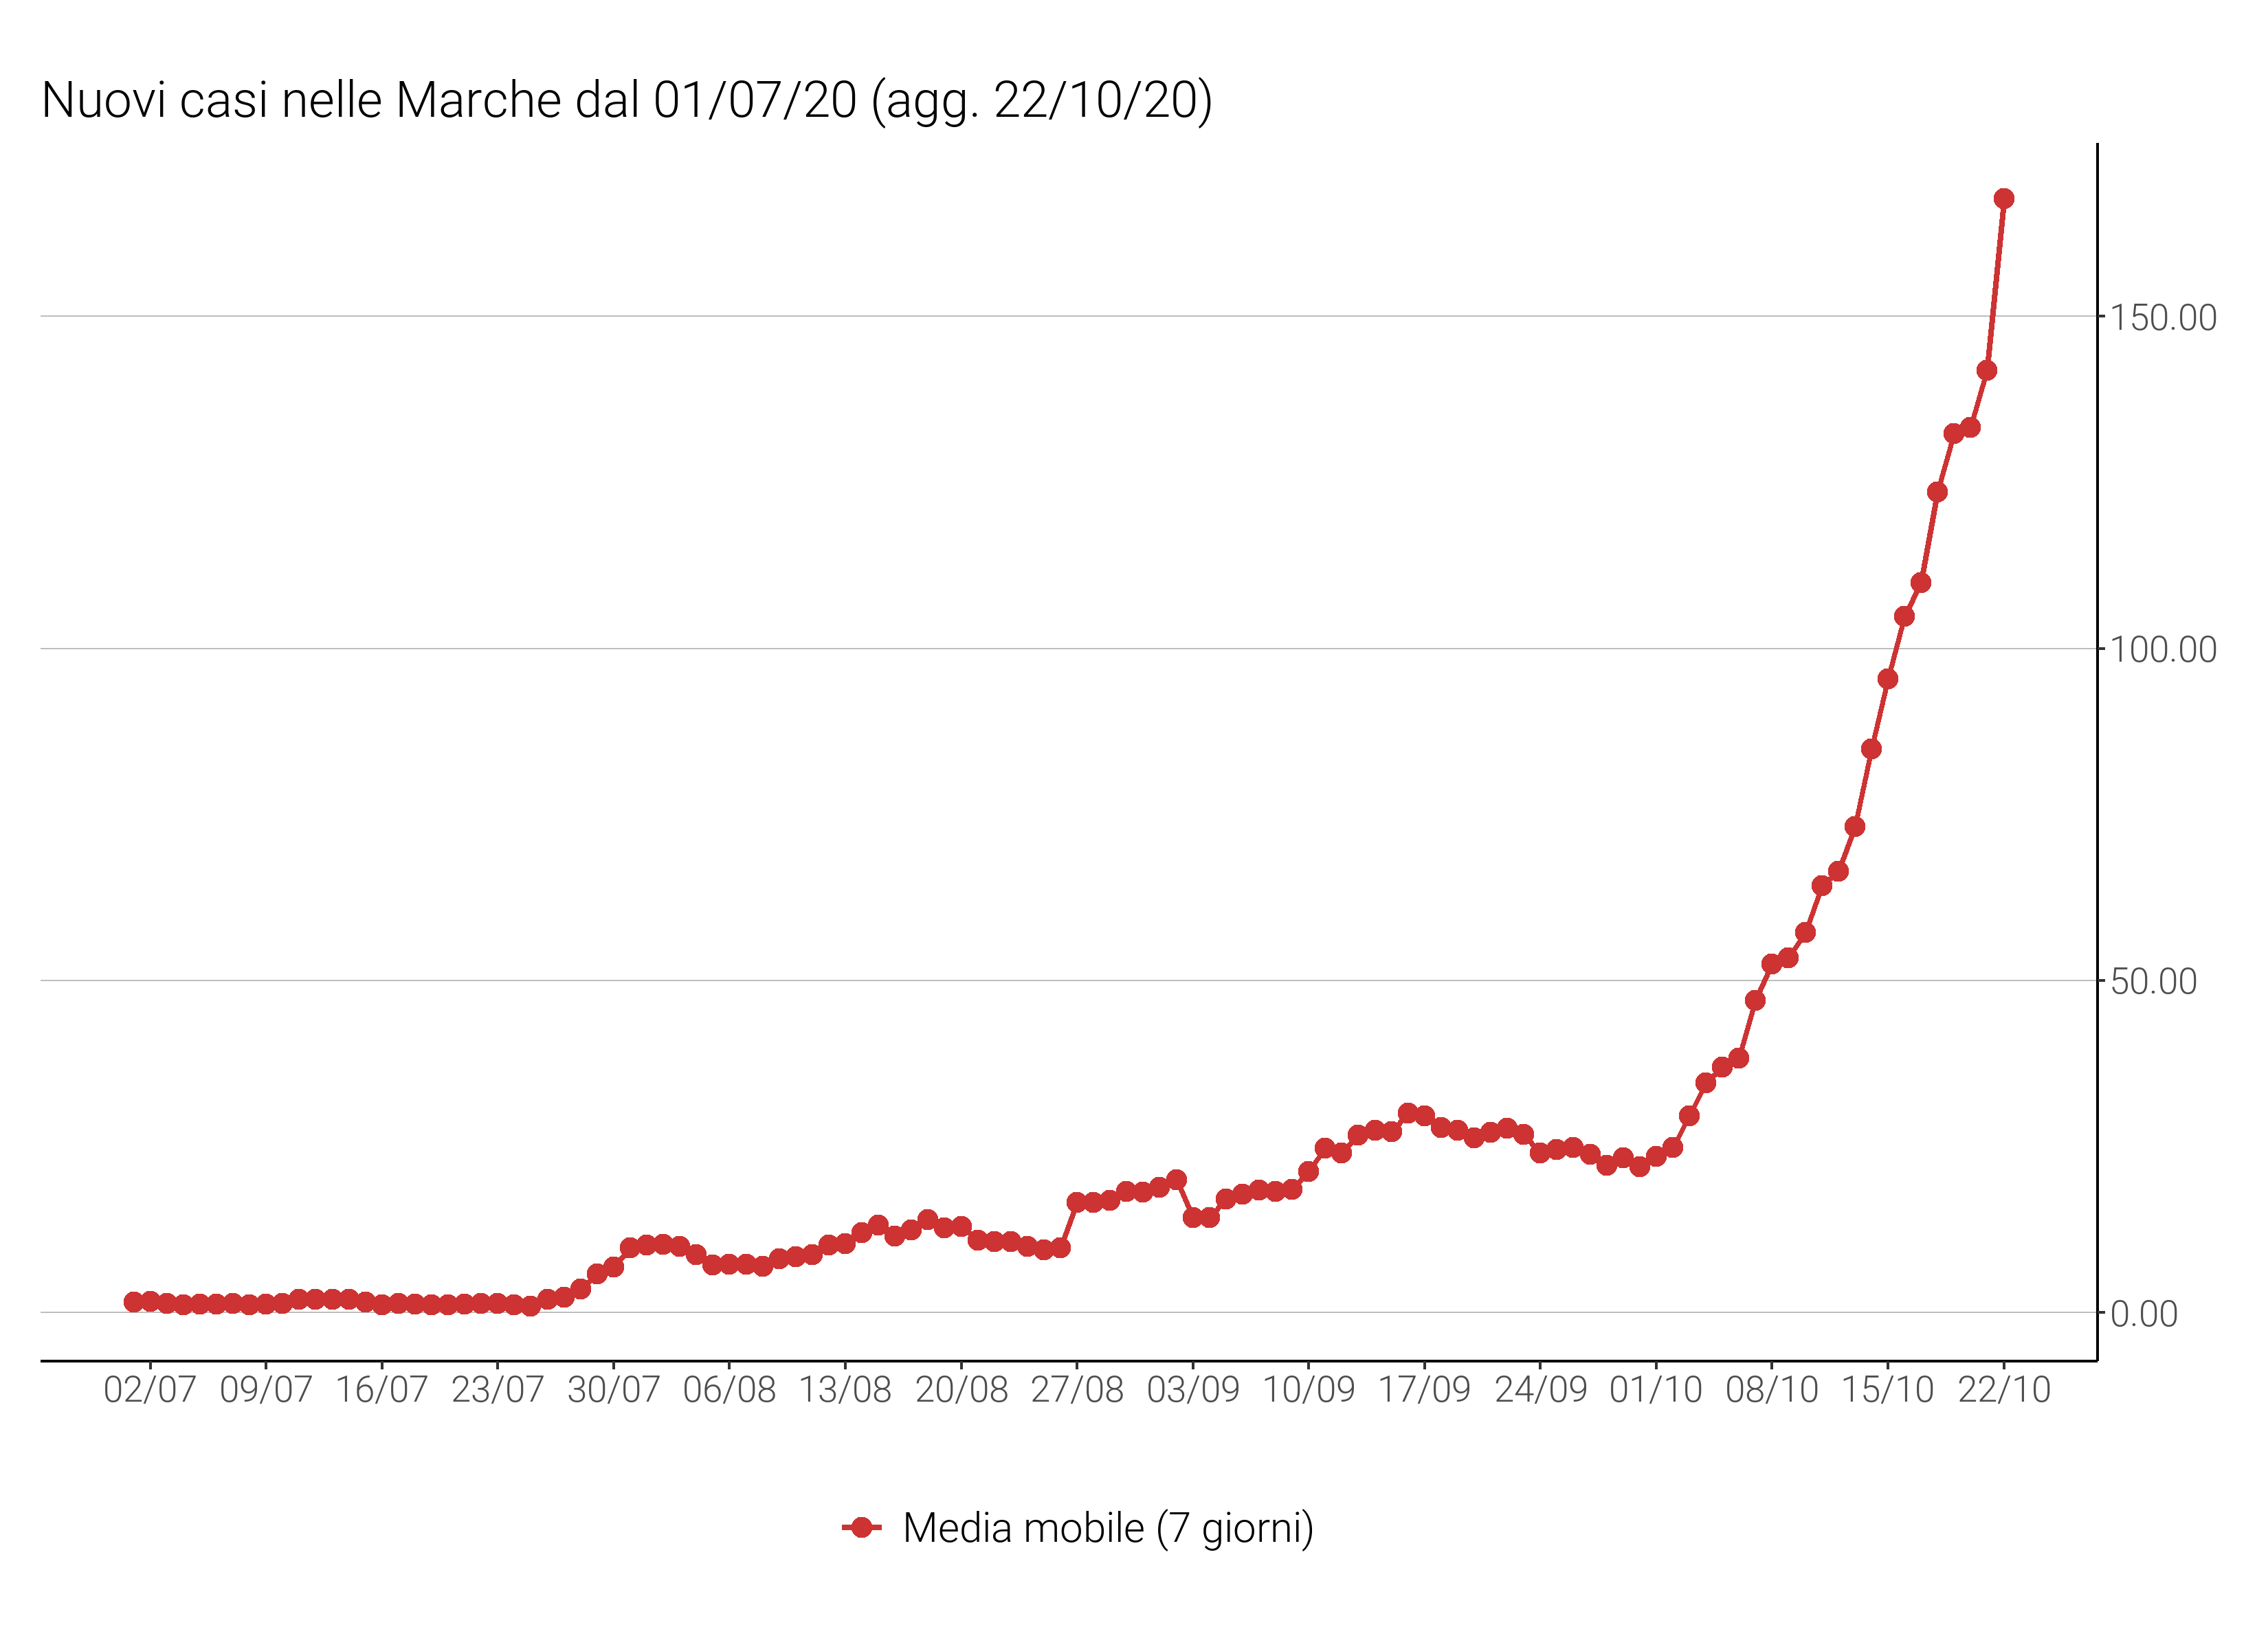 Nuovi casi nelle Marche dal 01/07/20 (agg. 22/10/20)
150.00
100.00
50.00
0.00
02/07 09/07 16/07 23/07 30/07 06/08 13/08 20/08 27/08 03/09 10/09 17/09 24/09 01/10 08/10 15/10 22/10
Media mobile (7 giorni)